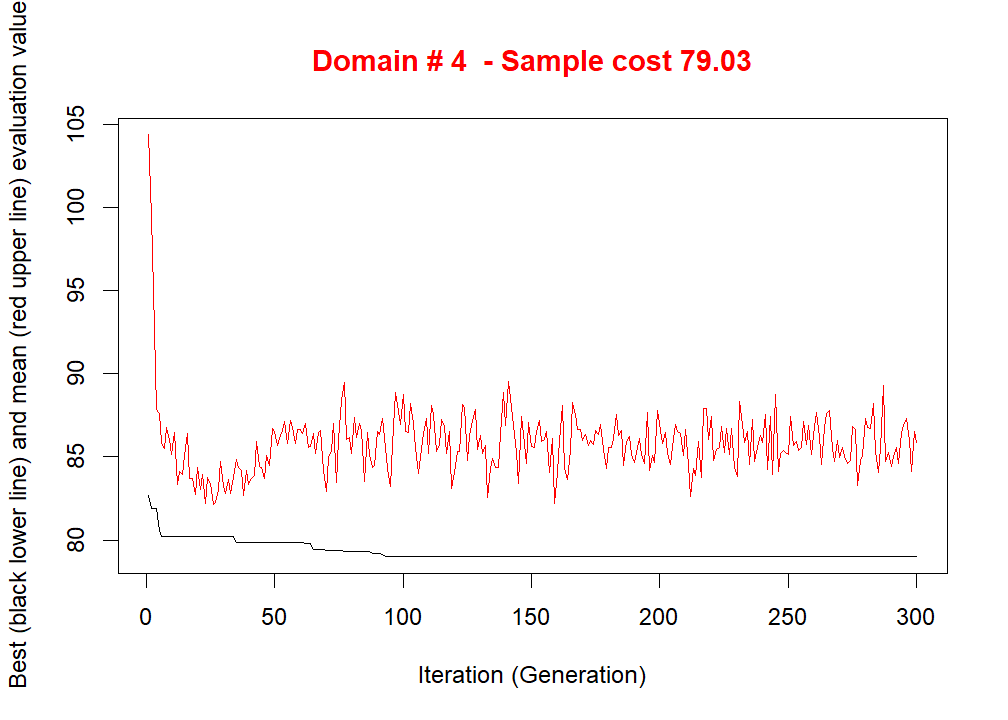 Domain # 4  - Sample cost 79.03
Best (black lower line) and mean (red upper line) evaluation value
105
100
95
90
85
80
0 50 100 150 200 250 300
Iteration (Generation)